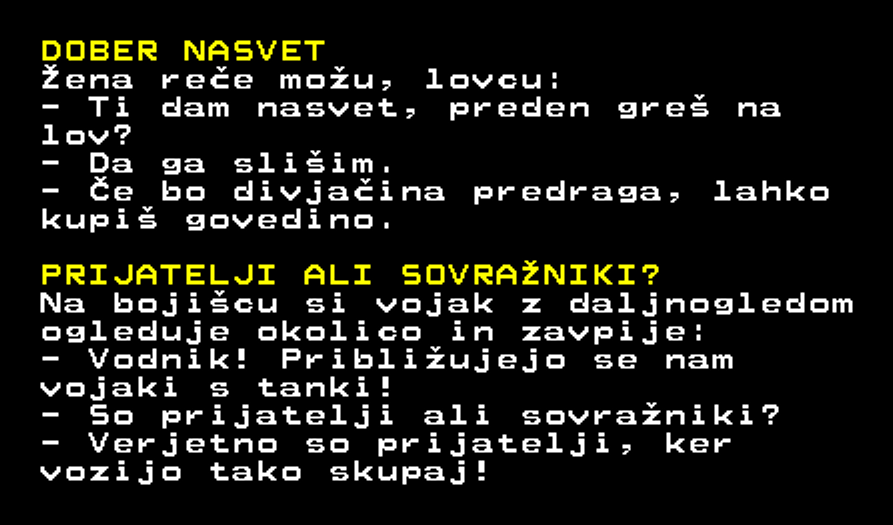 DOBER NASVET
Žena reče možu, lovcu:
- Ti dam nasvet, preden greš na
lov?
- Da ga slišim.
- Če bo divjačina predraga, lahko
kupiš govedino.
PRIJATELJI ALI SOVRAŽNIKI?
Na bojišcu si vojak z daljnogledom
ogleduje okolico in zavpije:
- Vodnik! Približujejo se nam
vojaki s tanki!
- So prijatelji ali sovražniki?
- Verjetno so prijatelji, ker
vozijo tako skupaj!